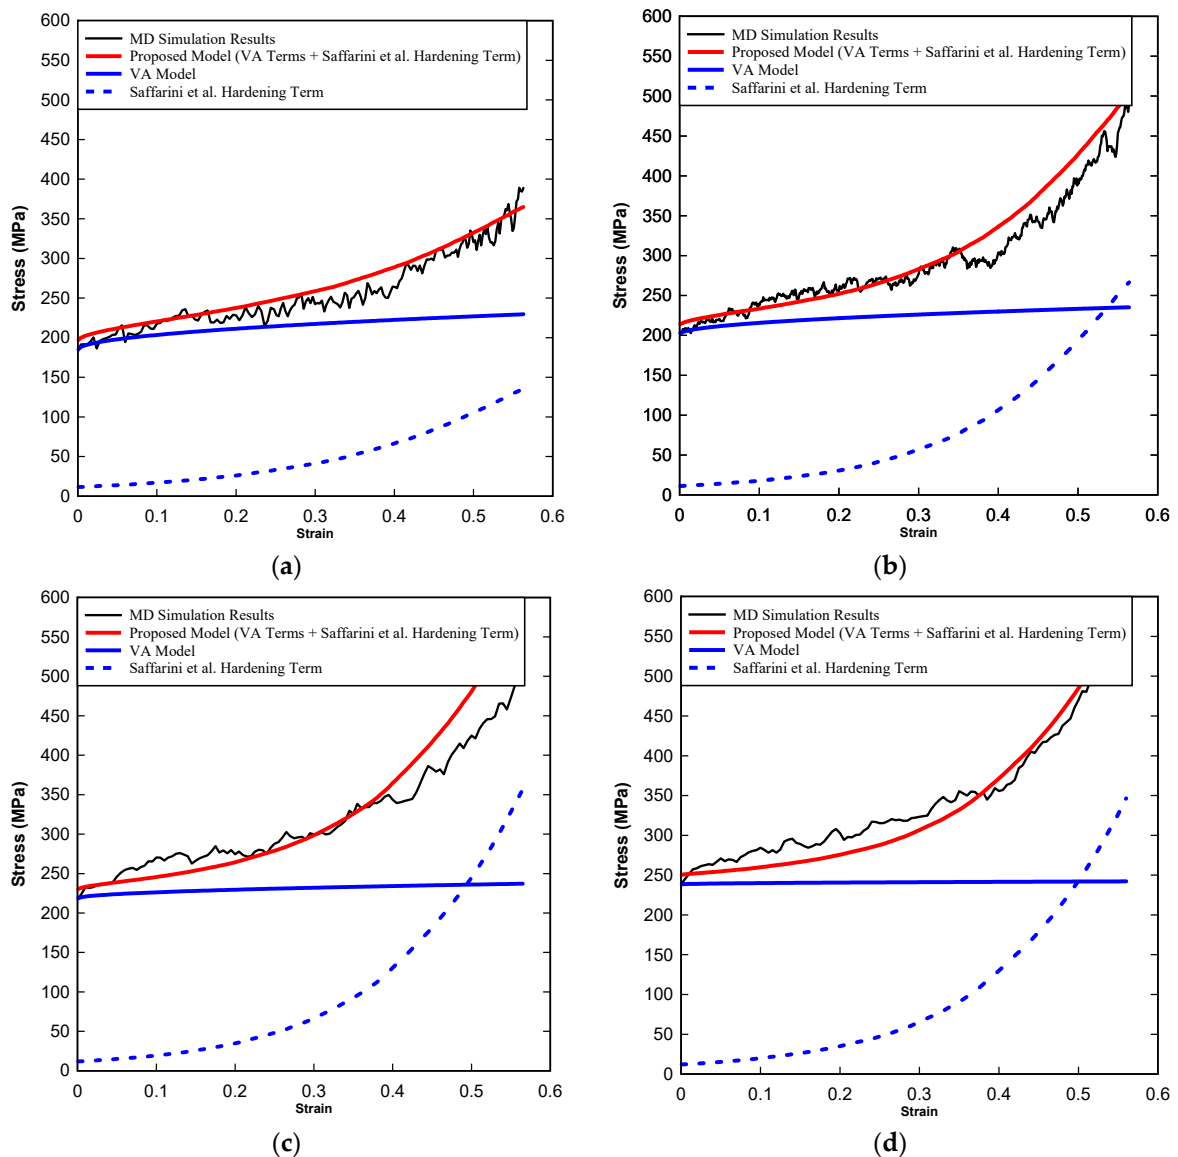 600
550
500
450
400
350
300
250
200
150
100
50
0
Stress (MPa)
MD Simulation Results
Proposed Model (VA Terms + Saffarini et al. Hardening Term)
VA Model
Saffarini et al. Hardening Term
0 0.1 0.2 0.3 0.4 0.5 0.6
Strain
(a)
600
550
500
450
400
350
300
250
200
150
100
50
0
Stress (MPa)
MD Simulation Results
Proposed Model (VA Terms + Saffarini et al. Hardening Term)
VA Model
Saffarini et al. Hardening Term
0 0.1 0.2 0.3 0.4 0.5 0.6
Strain
(b)
600
550
500
450
400
350
300
250
200
150
100
50
0
Stress (MPa)
MD Simulation Results
Proposed Model (VA Terms + Saffarini et al. Hardening Term)
VA Model
Saffarini et al. Hardening Term
0 0.1 0.2 0.3 0.4 0.5 0.6
Strain
(c)
600
550
500
450
400
350
300
250
200
150
100
50
0
Stress (MPa)
MD Simulation Results
Proposed Model (VA Terms + Saffarini et al. Hardening Term)
VA Model
Saffarini et al. Hardening Term
0 0.1 0.2 0.3 0.4 0.5 0.6
Strain
(d)